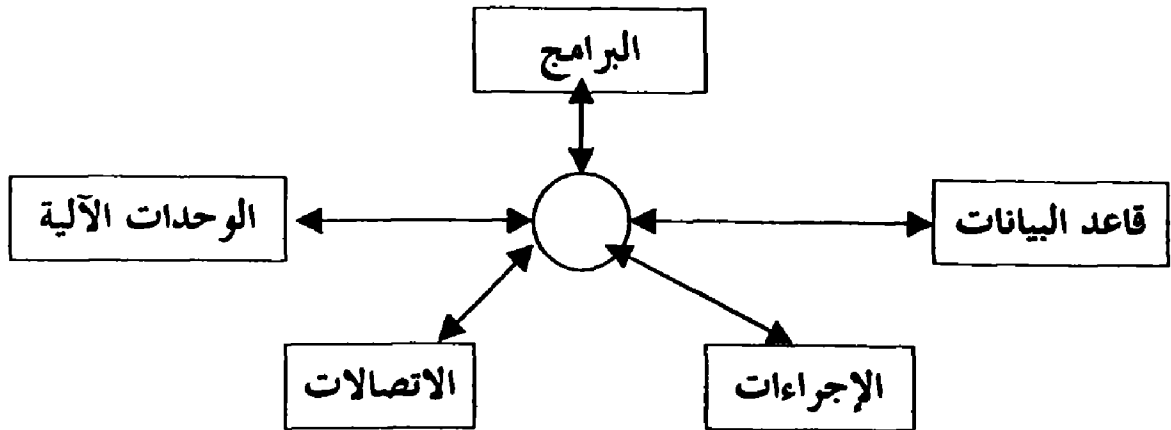 البرامج
قاعد البيانات
الوحدات الآلية
الإجراءات
الاتصالات